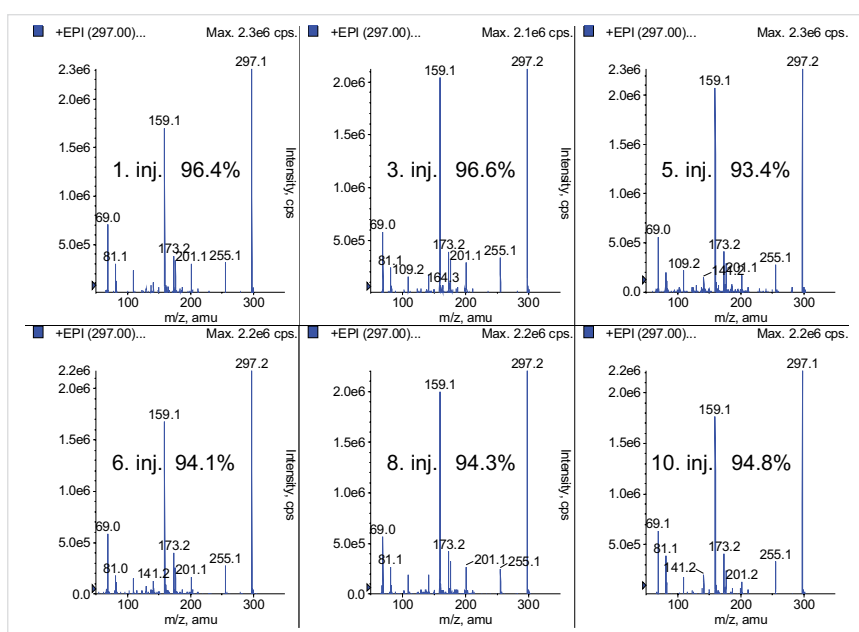 +EPI (297.00)... Max. 2.3e6 cps.
297.1
2.3e6
2.0e6
159.1
1.5e6
1. inj. 96.4%
1.0e6
69.0
5.0e5
81.1
173.2
201.1
255.1
100 200 300
m/z, amu
+EPI (297.00)... Max. 2.1e6 cps.
297.2
159.1
2.0e6
1.5e6
Intensity, cps
3. inj. 96.6%
1.0e6
69.0
5.0e5
81.1
109.2
164.3
173.2
201.1
255.1
0.0
100 200 300
m/z, amu
+EPI (297.00)... Max. 2.3e6 cps.
297.2
2.3e6
2.0e6
159.1
1.5e6
Intensity, cps
5. inj. 93.4%
1.0e6
69.0
5.0e5
109.2
141.2
173.2
201.1
255.1
0.0
100 200 300
m/z, amu
+EPI (297.00)... Max. 2.2e6 cps.
297.2
2.0e6
159.1
1.5e6
6. inj. 94.1%
1.0e6
69.0
5.0e5
81.0
141.2
173.2
201.1
255.1
0.0
100 200 300
m/z, amu
+EPI (297.00)... Max. 2.2e6 cps.
297.2
2.2e6
2.0e6
159.1
1.5e6
Intensity, cps
8. inj. 94.3%
1.0e6
69.0
5.0e5
81.1
173.2
201.1
255.1
0.0
100 200 300
m/z, amu
+EPI (297.00)... Max. 2.2e6 cps.
297.1
2.2e6
2.0e6
159.1
1.5e6
Intensity, cps
10. inj. 94.8%
1.0e6
69.1
5.0e5
81.1
141.2
173.2
201.2
255.1
0.0
100 200 300
m/z, amu